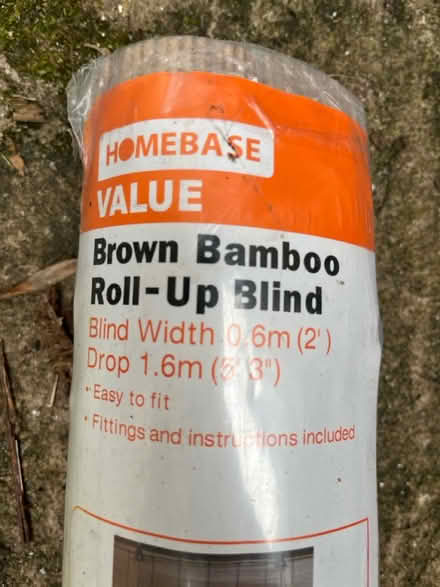 HOMEBASE
VALUE
Brown Bamboo
Roll-Up Blind
Blind Width 0.6m (2')
Drop 1.6m (5' 3")
· Easy to fit
· Fittings and instructions included